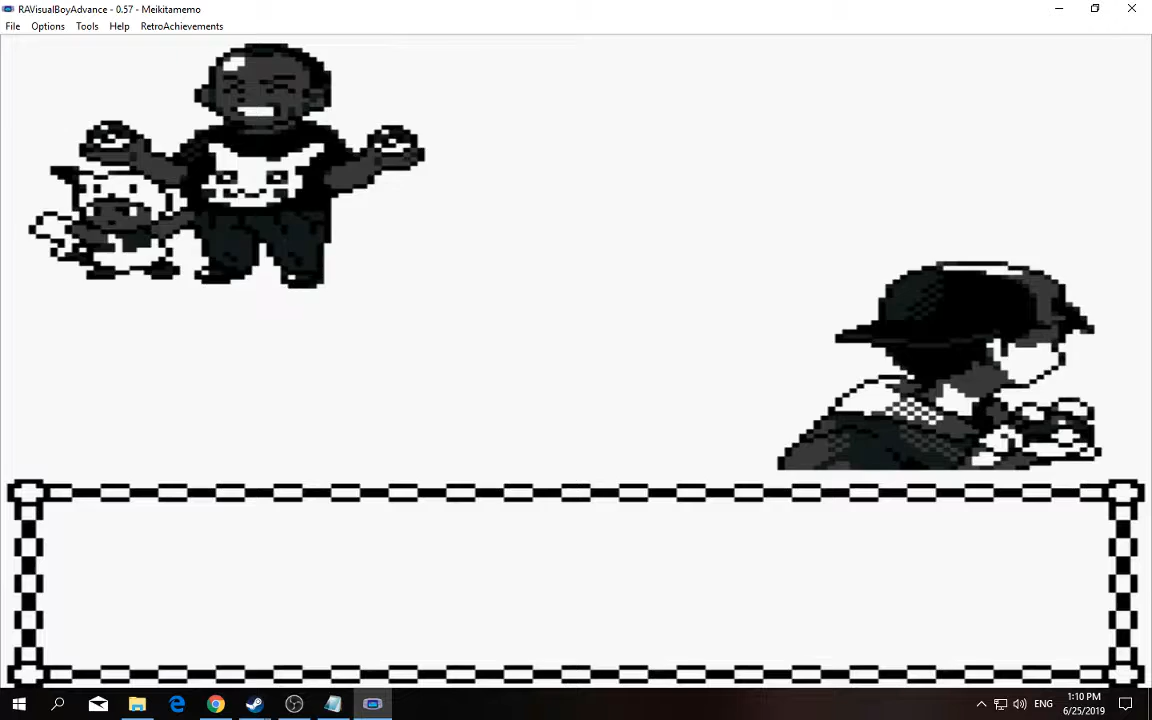 RAVisualBoyAdvance - 0.57 - Meikitamemo
File Options Tools Help RetroAchievements
ENG
1:10 PM
6/25/2019